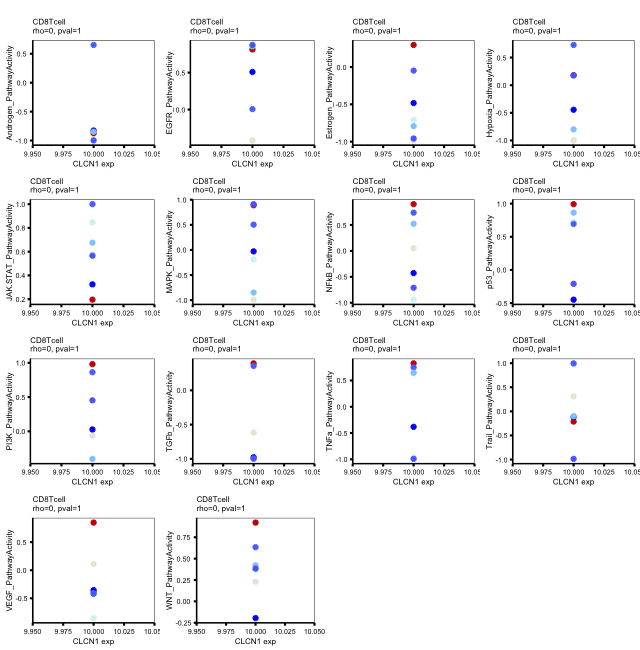 CD8Tcell
rho=0, pval=1
Androgen_PathwayActivity
0.5
0.0
-0.5
-1.0
9.950
9.975
10.000
10.025
10.05
CLCN1 exp
CD8Tcell
rho=0, pval=1
EGFR_PathwayActivity
0.5
0.0
9.950
9.975
10.000
10.025
10.05
CLCN1 exp
CD8Tcell
rho=0, pval=1
Estrogen_PathwayActivity
0.0
-0.5
-1.0
9.950
9.975
10.000
10.025
10.05
CLCN1 exp
CD8Tcell
rho=0, pval=1
Hypoxia_PathwayActivity
0.5
0.0
-0.5
-1.0
9.950
9.975
10.000
10.025
10.05
CLCN1 exp
CD8Tcell
rho=0, pval=1
JAK.STAT_PathwayActivity
1.0
0.8
0.6
0.4
0.2
9.950
9.975
10.000
10.025
10.05
CLCN1 exp
CD8Tcell
rho=0, pval=1
MAPK_PathwayActivity
1.0
0.5
0.0
-0.5
-1.0
9.950
9.975
10.000
10.025
10.05
CLCN1 exp
CD8Tcell
rho=0, pval=1
NFkB_PathwayActivity
0.5
0.0
-0.5
-1.0
9.950
9.975
10.000
10.025
10.05
CLCN1 exp
CD8Tcell
rho=0, pval=1
p53_PathwayActivity
1.0
0.5
0.0
-0.5
9.950
9.975
10.000
10.025
10.05
CLCN1 exp
CD8Tcell
rho=0, pval=1
PI3K_PathwayActivity
1.0
0.5
0.0
9.950
9.975
10.000
10.025
10.05
CLCN1 exp
CD8Tcell
rho=0, pval=1
TGFb_PathwayActivity
0.0
-0.5
-1.0
9.950
9.975
10.000
10.025
10.05
CLCN1 exp
CD8Tcell
rho=0, pval=1
TNFa_PathwayActivity
0.5
0.0
-0.5
-1.0
9.950
9.975
10.000
10.025
10.05
CLCN1 exp
CD8Tcell
rho=0, pval=1
Trail_PathwayActivity
1.0
0.5
0.0
-0.5
-1.0
9.950
9.975
10.000
10.025
10.05
CLCN1 exp
CD8Tcell
rho=0, pval=1
VEGF_PathwayActivity
0.5
0.0
-0.5
9.950
9.975
10.000
10.025
10.05
CLCN1 exp
CD8Tcell
rho=0, pval=1
WNT_PathwayActivity
0.75
0.50
0.25
0.00
-0.25
9.950
9.975
10.000
10.025
10.050
CLCN1 exp